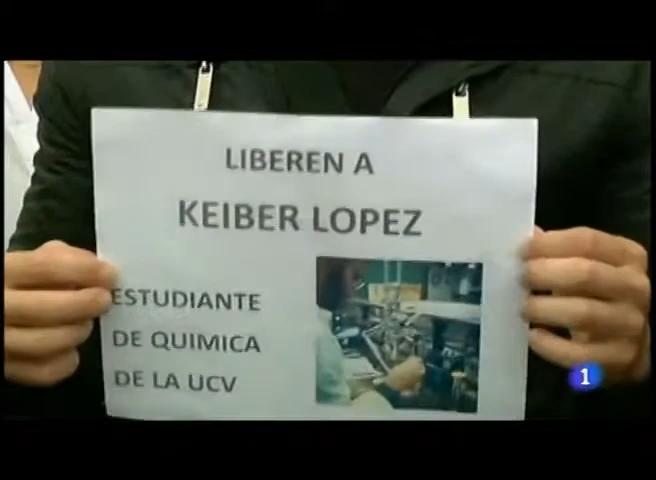 LIBEREN A
KEIBER LOPEZ
ESTUDIANTE
DE QUIMICA
DE LA UCV
1